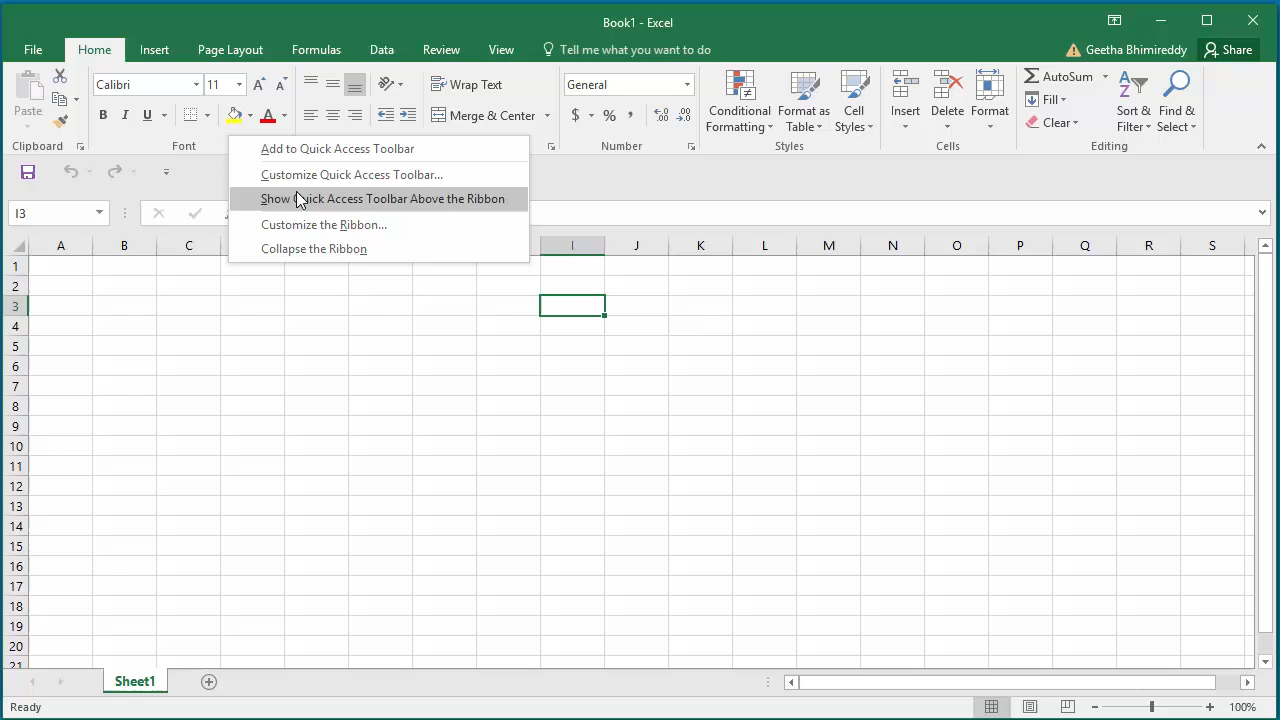 Book1 - Excel
File Home Insert Page Layout Formulas Data Review View Tell me what you want to do Geetha Bhimireddy Share
Paste
Calibri 11
B I U
Wrap Text
Merge & Center
General
$ % ,
Conditional Formatting
Format as Table
Cell Styles
Insert
Delete
Format
AutoSum
Fill
Clear
Sort & Filter
Find & Select
Clipboard Font Number Styles Cells
Add to Quick Access Toolbar
Customize Quick Access Toolbar...
Show Quick Access Toolbar Above the Ribbon
Customize the Ribbon...
Collapse the Ribbon
I3
A B C I J K L M N O P Q R S
1
2
3
4
5
6
7
8
9
10
11
12
13
14
15
16
17
18
19
20
21
Sheet1
Ready 100%